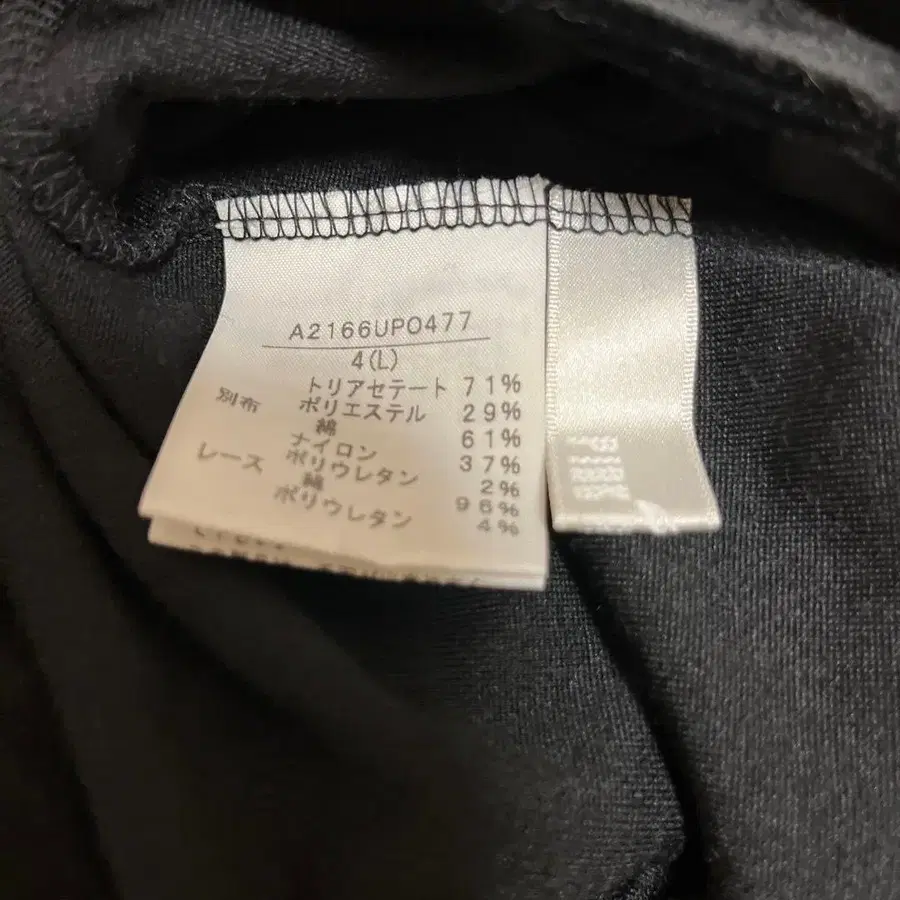 A2166UPO477
4(L)
トリアセテート 71%
別布 ポリエステル 29%
綿 61%
ナイロン 37%
レース ポリウレタン 2%
綿 96%
ポリウレタン 4%